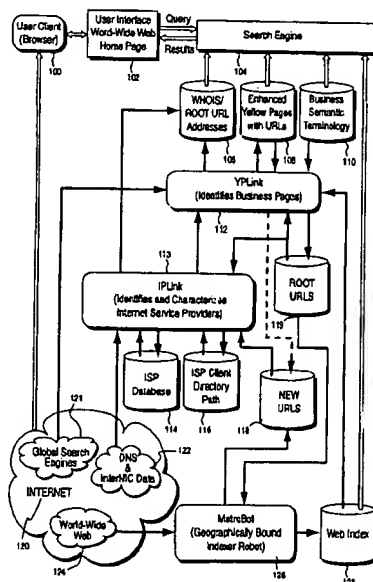 User Client
(Browser)
100
User Interface
Word-Wide Web
Home Page
102
Query
Results
Search Engine
104
WHOIS/
ROOT URL
Addresses
106
Enhanced
Yellow Pages
with URLs
108
Business
Semantic
Terminology
110
YPLink
(Identifies Business Pages)
112
113
IPLink
(Identifies and Characterize
Internet Service Providers)
ROOT
URLS
119
ISP
Database
114
ISP Client
Directory
Path
116
NEW
URLS
118
121
Global Search
Engines
DNS
&
InterNIC Data
122
INTERNET
120
World-Wide
Web
124
MetroBot
(Geographically Bound
Indexer Robot)
126
Web Index
128